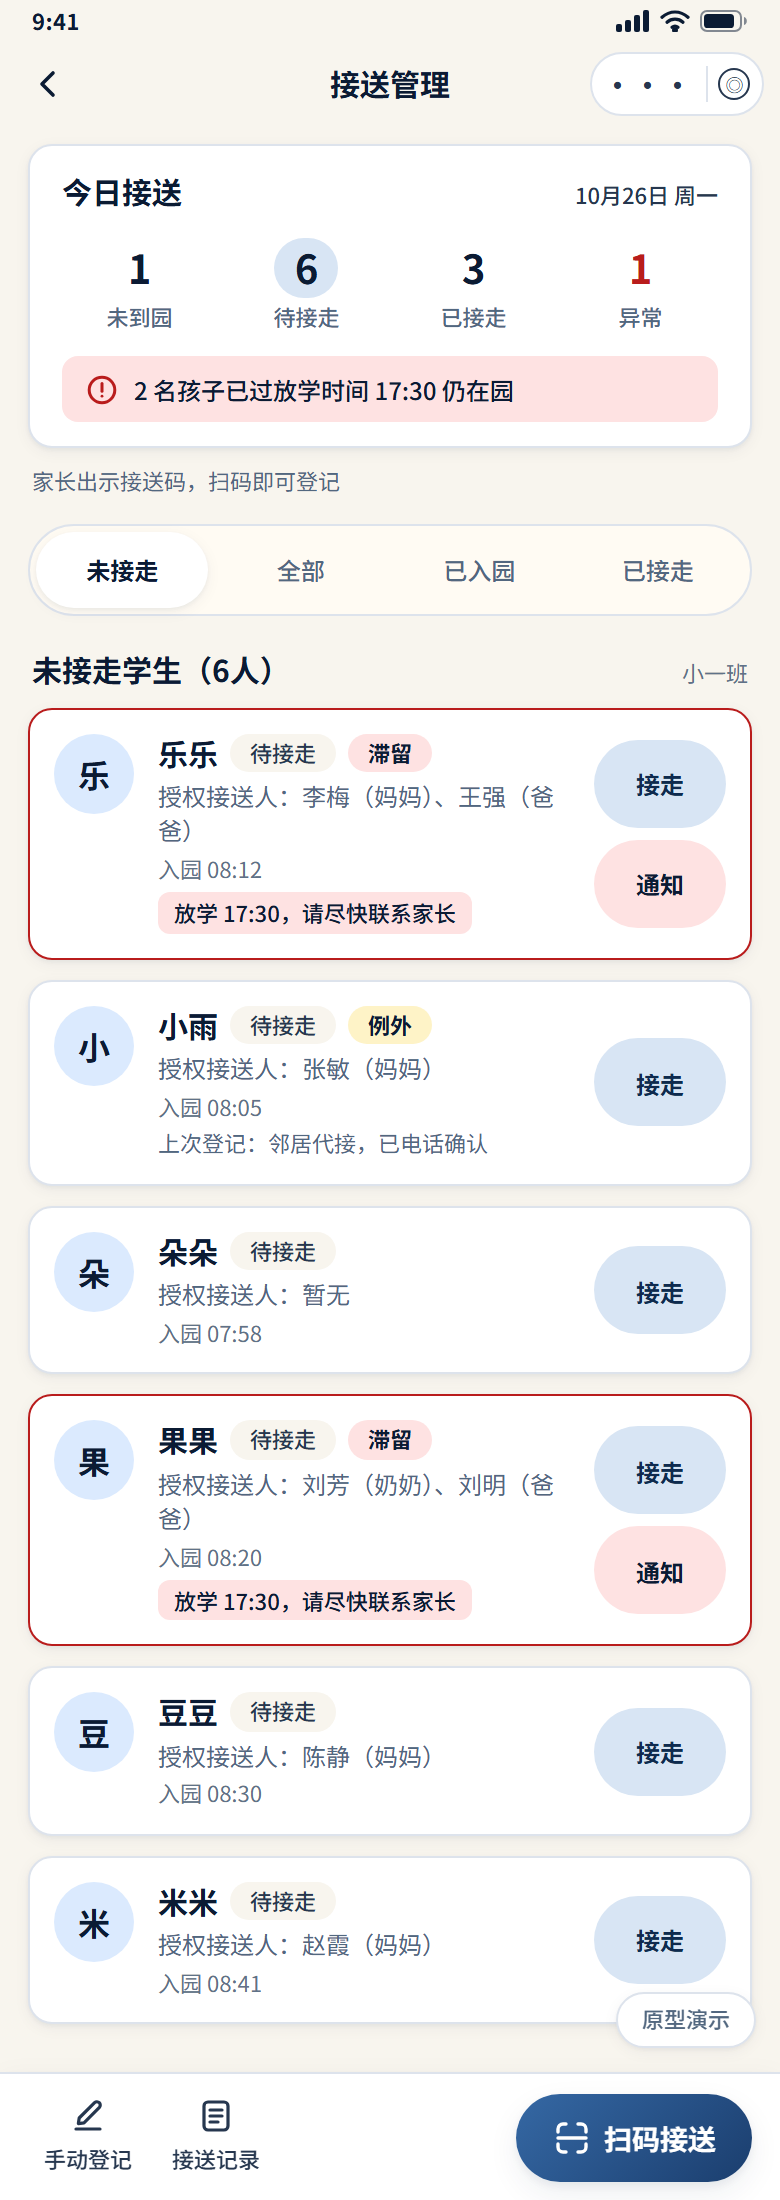 9:41
接送管理
今日接送
10月26日 周一
1
6
3
1
未到园
待接走
已接走
异常
2 名孩子已过放学时间 17:30 仍在园
家长出示接送码，扫码即可登记
未接走
全部
已入园
已接走
未接走学生（6人）
小一班
乐
乐乐
待接走
滞留
授权接送人：李梅（妈妈）、王强（爸
爸）
入园 08:12
放学 17:30，请尽快联系家长
接走
通知
小
小雨
待接走
例外
授权接送人：张敏（妈妈）
入园 08:05
上次登记：邻居代接，已电话确认
接走
朵
朵朵
待接走
授权接送人：暂无
入园 07:58
接走
果
果果
待接走
滞留
授权接送人：刘芳（奶奶）、刘明（爸
爸）
入园 08:20
放学 17:30，请尽快联系家长
接走
通知
豆
豆豆
待接走
授权接送人：陈静（妈妈）
入园 08:30
接走
米
米米
待接走
授权接送人：赵霞（妈妈）
入园 08:41
接走
原型演示
手动登记
接送记录
扫码接送